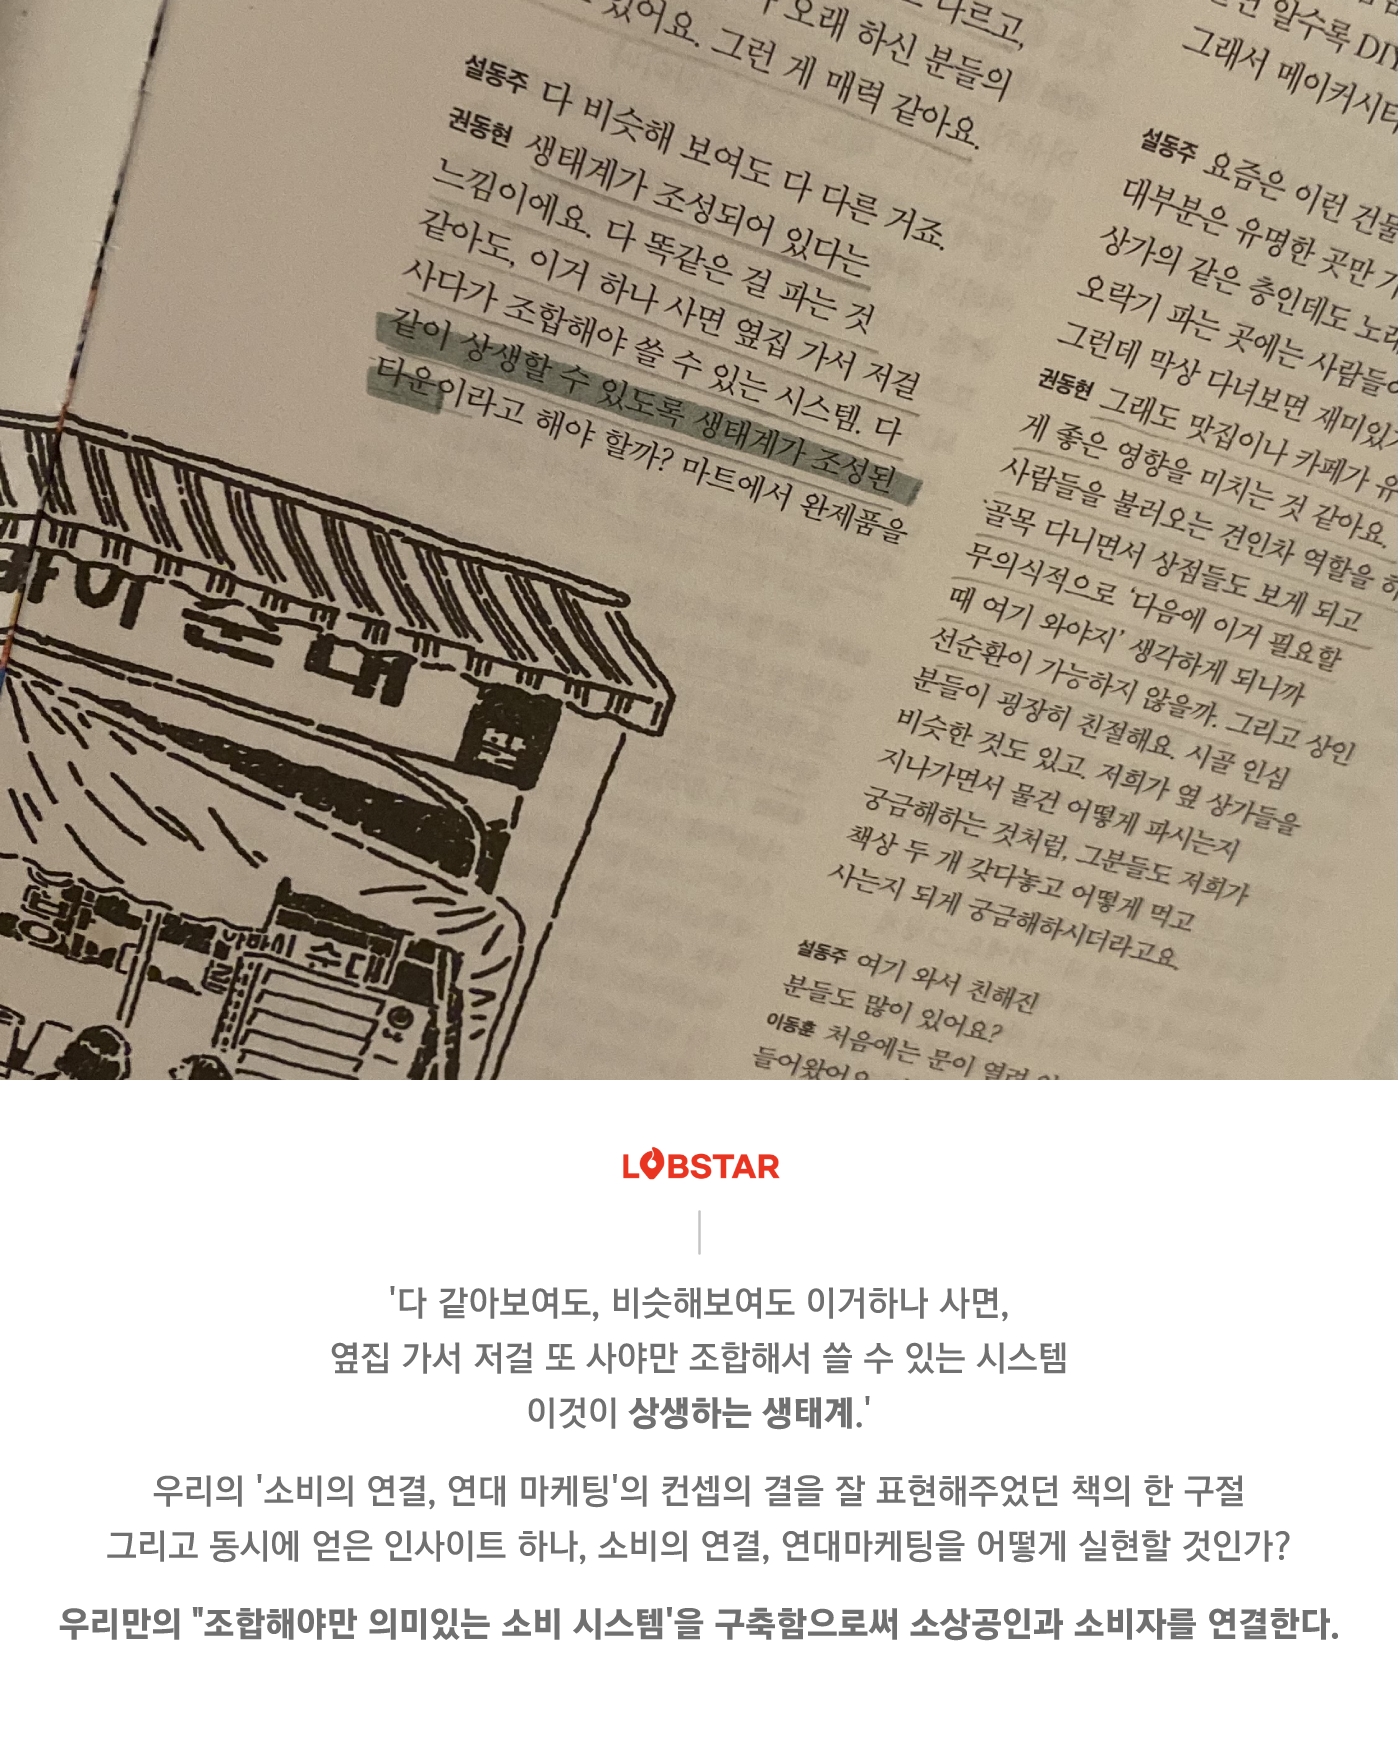 다르고,
오래 하신 분들의
있어요. 그런 게 매력 같아요.
설동주 다 비슷해 보여도 다 다른 거죠.
권동현 생태계가 조성되어 있다는
느낌이에요. 다 똑같은 걸 파는 것
같아도, 이거 하나 사면 옆집 가서 저걸
사다가 조합해야 쓸 수 있는 시스템. 다
같이 상생할 수 있도록 생태계가 조성된
타운이라고 해야 할까? 마트에서 완제품을
알수록 DIY
그래서 메이커시티
설동주 요즘은 이런 건물
대부분은 유명한 곳만 가
상가의 같은 층인데도 노래
오락기 파는 곳에는 사람들이
그런데 막상 다녀보면 재미있
권동현 그래도 맛집이나 카페가 유
게 좋은 영향을 미치는 것 같아요.
사람들을 불러오는 견인차 역할을 하
골목 다니면서 상점들도 보게 되고
무의식적으로 ‘다음에 이거 필요할
때 여기 와야지’ 생각하게 되니까
선순환이 가능하지 않을까. 그리고 상인
분들이 굉장히 친절해요. 시골 인심
비슷한 것도 있고. 저희가 옆 상가들을
지나가면서 물건 어떻게 파시는지
궁금해하는 것처럼, 그분들도 저희가
책상 두 개 갖다놓고 어떻게 먹고
사는지 되게 궁금해하시더라고요.
설동주 여기 와서 친해진
분들도 많이 있어요?
이동훈 처음에는 문이 열려
들어왔어요
바이 순대
아바이 순대
LOBSTAR
'다 같아보여도, 비슷해보여도 이거하나 사면,
옆집 가서 저걸 또 사야만 조합해서 쓸 수 있는 시스템
이것이 상생하는 생태계.'
우리의 '소비의 연결, 연대 마케팅'의 컨셉의 결을 잘 표현해주었던 책의 한 구절
그리고 동시에 얻은 인사이트 하나, 소비의 연결, 연대마케팅을 어떻게 실현할 것인가?
우리만의 "조합해야만 의미있는 소비 시스템'을 구축함으로써 소상공인과 소비자를 연결한다.